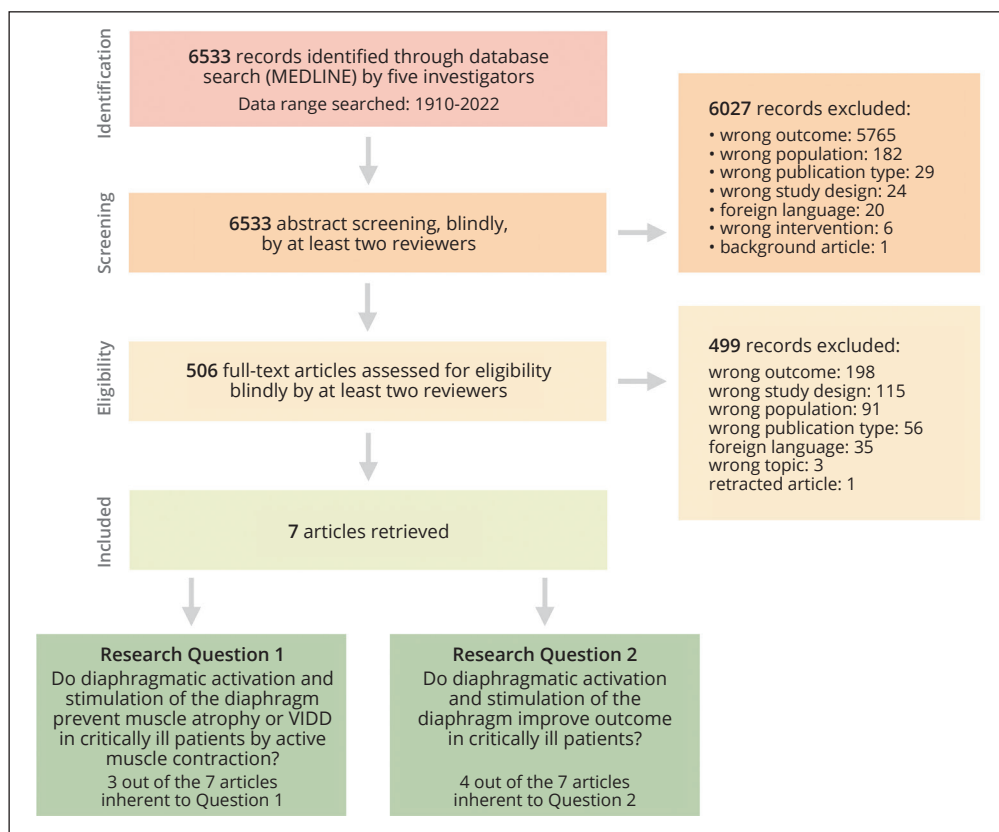 Identification
6533 records identified through database
search (MEDLINE) by five investigators
Data range searched: 1910-2022
6027 records excluded:
• wrong outcome: 5765
• wrong population: 182
• wrong publication type: 29
• wrong study design: 24
• foreign language: 20
• wrong intervention: 6
• background article: 1
Screening
6533 abstract screening, blindly,
by at least two reviewers
Eligibility
506 full-text articles assessed for eligibility
blindly by at least two reviewers
499 records excluded:
wrong outcome: 198
wrong study design: 115
wrong population: 91
wrong publication type: 56
foreign language: 35
wrong topic: 3
retracted article: 1
Included
7 articles retrieved
Research Question 1
Do diaphragmatic activation and
stimulation of the diaphragm
prevent muscle atrophy or VIDD
in critically ill patients by active
muscle contraction?
3 out of the 7 articles
inherent to Question 1
Research Question 2
Do diaphragmatic activation
and stimulation of the
diaphragm improve outcome
in critically ill patients?
4 out of the 7 articles
inherent to Question 2